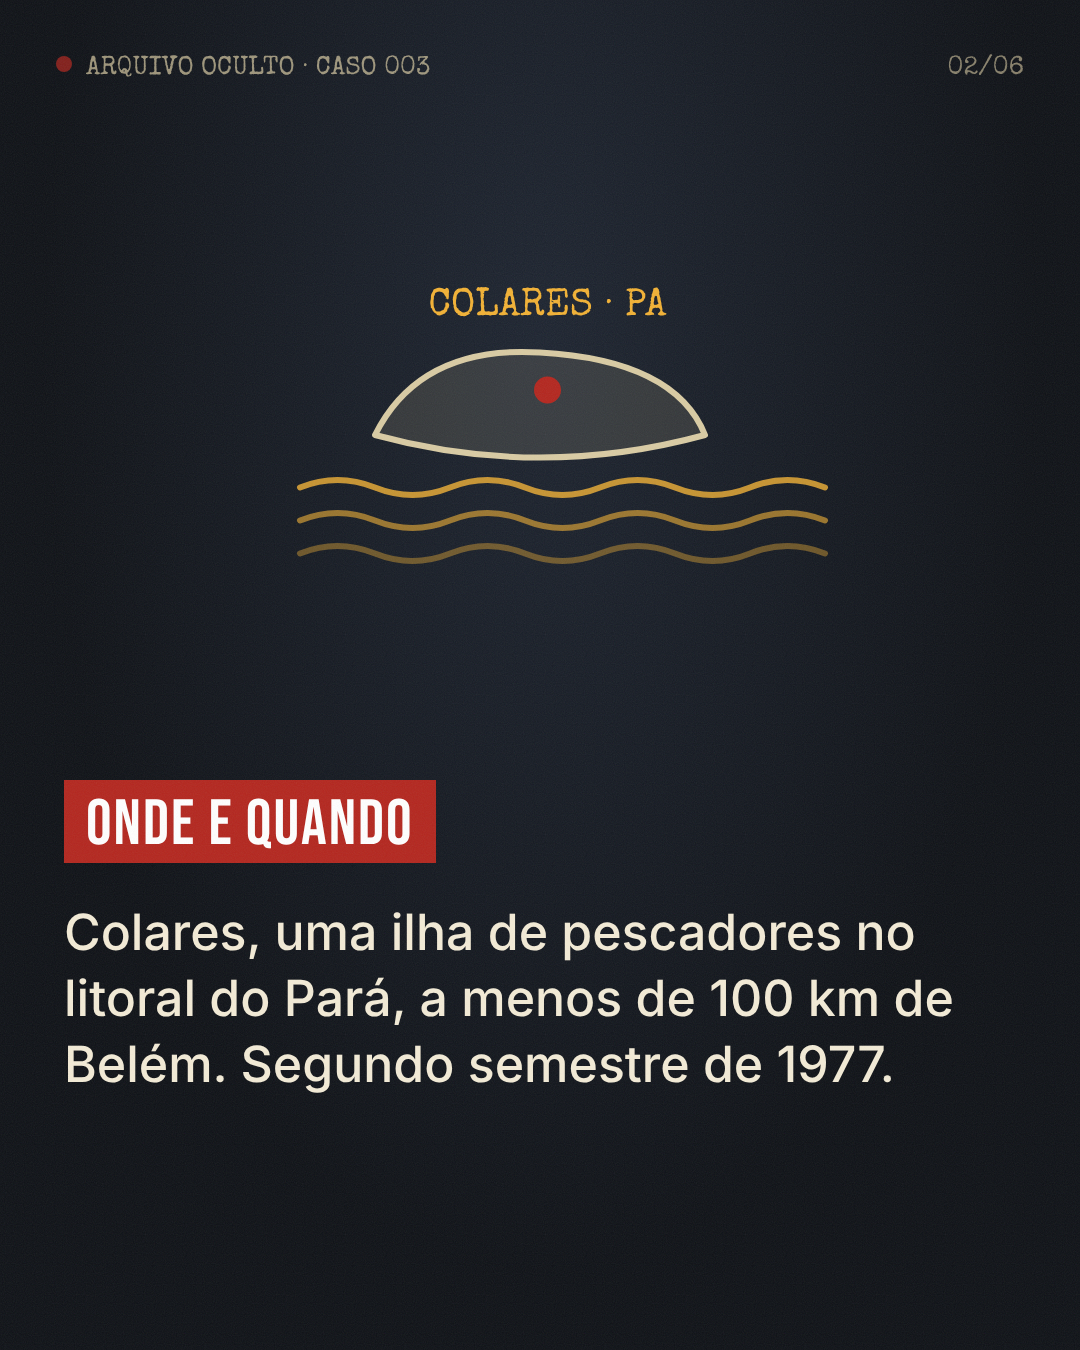 ARQUIVO OCULTO · CASO 003
02/06
COLARES · PA
ONDE E QUANDO
Colares, uma ilha de pescadores no
litoral do Pará, a menos de 100 km de
Belém. Segundo semestre de 1977.